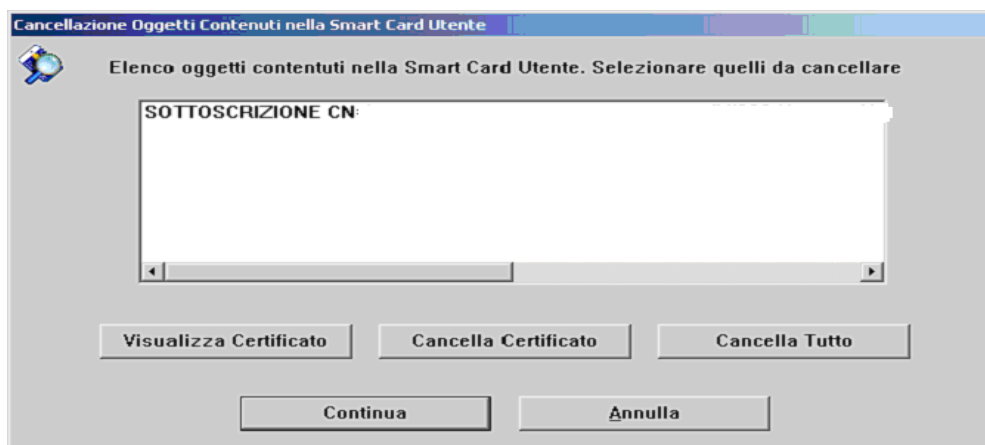 Cancellazione Oggetti Contenuti nella Smart Card Utente
Elenco oggetti contentuti nella Smart Card Utente. Selezionare quelli da cancellare
SOTTOSCRIZIONE CN:
Visualizza Certificato
Cancella Certificato
Cancella Tutto
Continua
Annulla